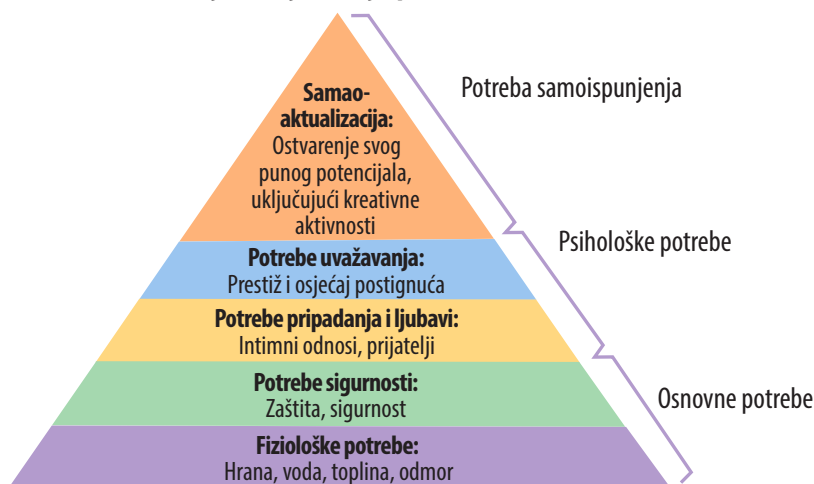 Samao-
aktualizacija:
Ostvarenje svog
punog potencijala,
uključujući kreativne
aktivnosti
Potrebe uvažavanja:
Prestiž i osjećaj postignuća
Potrebe pripadanja i ljubavi:
Intimni odnosi, prijatelji
Potrebe sigurnosti:
Zaštita, sigurnost
Fiziološke potrebe:
Hrana, voda, toplina, odmor
Potreba samoispunjenja
Psihološke potrebe
Osnovne potrebe